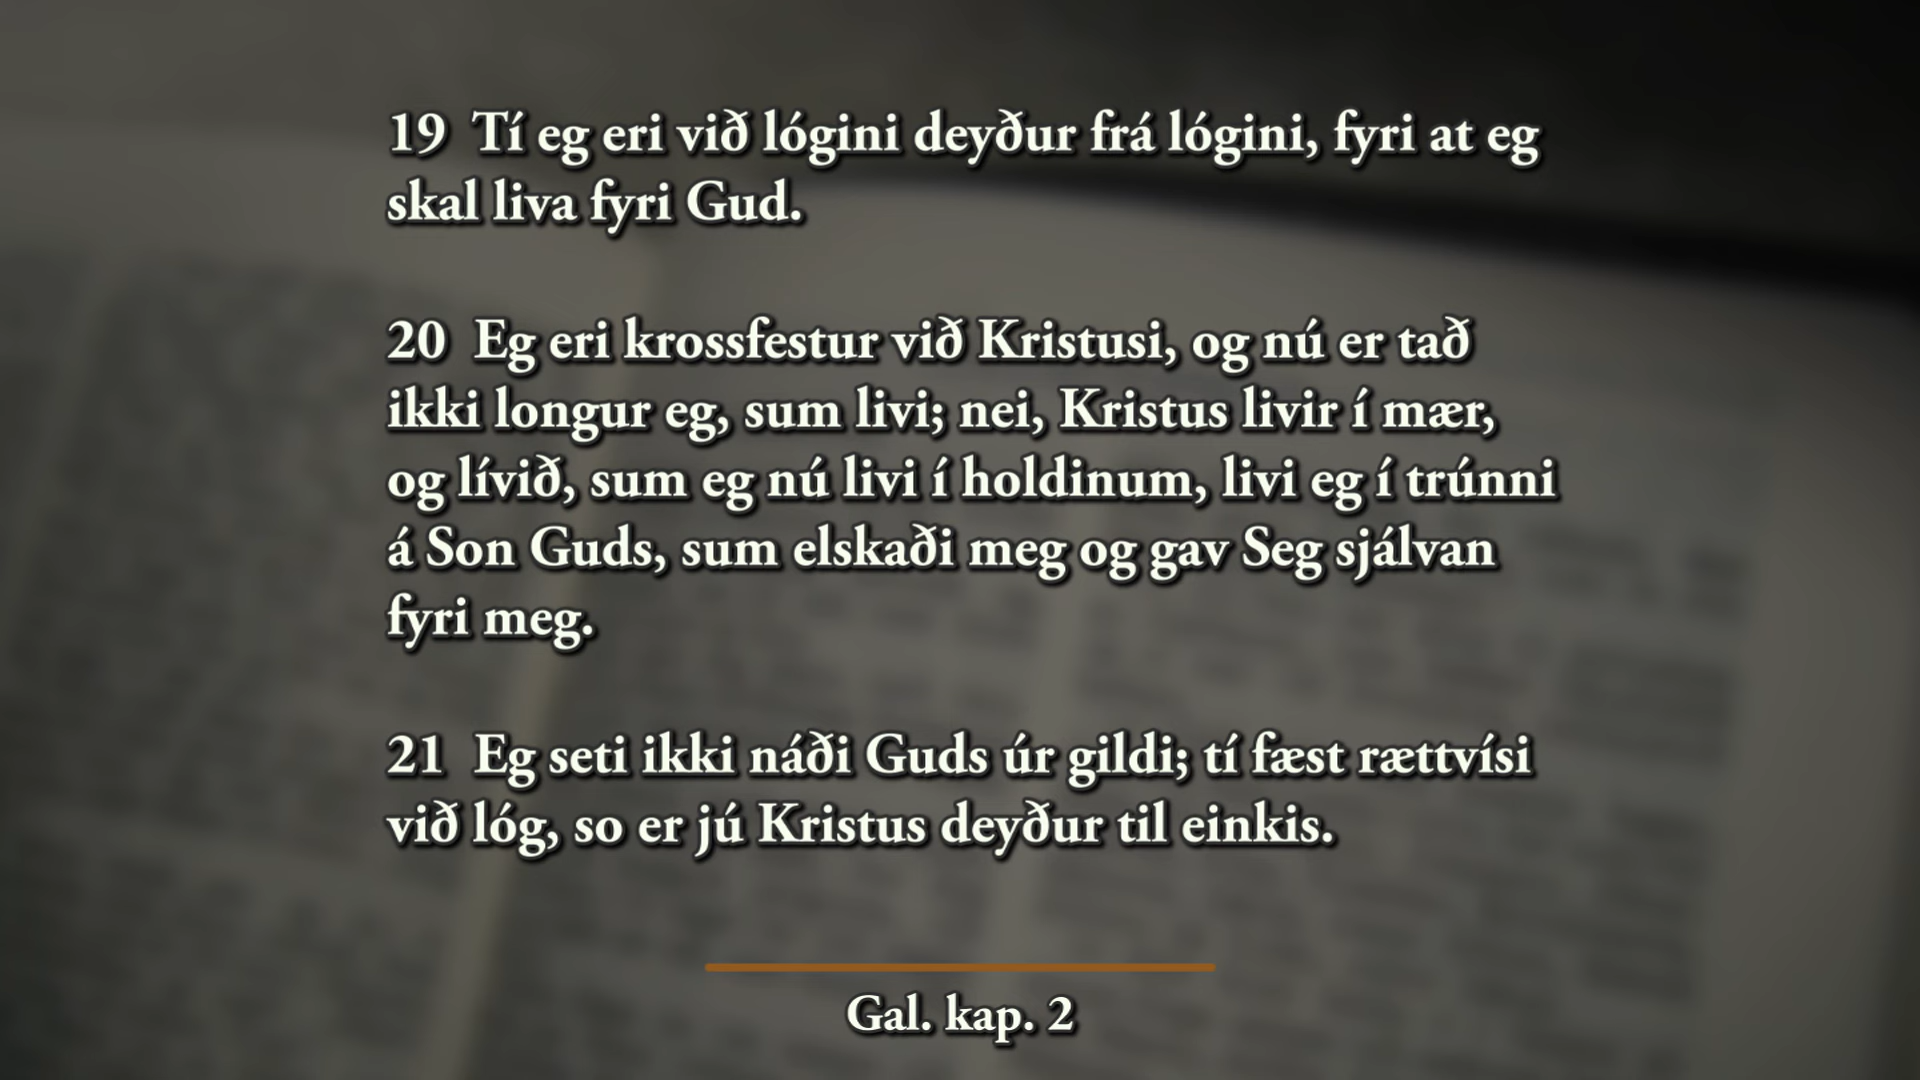 19 Tí eg eri við lógini deyður frá lógini, fyri at eg
skal liva fyri Gud.
20 Eg eri krossfestur við Kristusi, og nú er tað
ikki longur eg, sum livi; nei, Kristus livir í mær,
og lívið, sum eg nú livi í holdinum, livi eg í trúnni
á Son Guds, sum elskaði meg og gav Seg sjálvan
fyri meg.
21 Eg seti ikki náði Guds úr gildi; tí fæst rættvísi
við lóg, so er jú Kristus deyður til einkis.
Gal. kap. 2